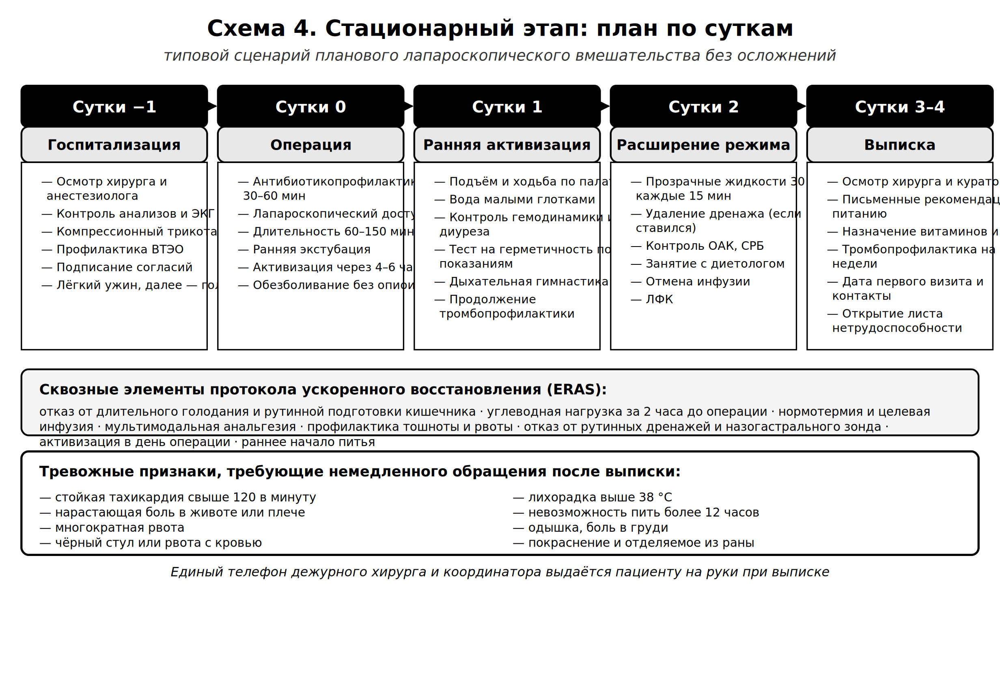 Схема 4. Стационарный этап: план по суткам
типовой сценарий планового лапароскопического вмешательства без осложнений
Сутки −1
Госпитализация
— Осмотр хирурга и
анестезиолога
— Контроль анализов и ЭКГ
— Компрессионный трикота
— Профилактика ВТЭО
— Подписание согласий
— Лёгкий ужин, далее — гол
Сутки 0
Операция
— Антибиотикопрофилактик
30–60 мин
— Лапароскопический досту
— Длительность 60–150 мин
— Ранняя экстубация
— Активизация через 4–6 ча
— Обезболивание без опиои
Сутки 1
Ранняя активизация
— Подъём и ходьба по палат
— Вода малыми глотками
— Контроль гемодинамики и
диуреза
— Тест на герметичность по
показаниям
— Дыхательная гимнастика
— Продолжение
тромбопрофилактики
Сутки 2
Расширение режима
— Прозрачные жидкости 30
каждые 15 мин
— Удаление дренажа (если
ставился)
— Контроль ОАК, СРБ
— Занятие с диетологом
— Отмена инфузии
— ЛФК
Сутки 3–4
Выписка
— Осмотр хирурга и курато
— Письменные рекомендац
питанию
— Назначение витаминов и
— Тромбопрофилактика на
недели
— Дата первого визита и
контакты
— Открытие листа
нетрудоспособности
Сквозные элементы протокола ускоренного восстановления (ERAS):
отказ от длительного голодания и рутинной подготовки кишечника · углеводная нагрузка за 2 часа до операции · нормотермия и целевая
инфузия · мультимодальная анальгезия · профилактика тошноты и рвоты · отказ от рутинных дренажей и назогастрального зонда ·
активизация в день операции · раннее начало питья
Тревожные признаки, требующие немедленного обращения после выписки:
— стойкая тахикардия свыше 120 в минуту
— нарастающая боль в животе или плече
— многократная рвота
— чёрный стул или рвота с кровью
— лихорадка выше 38 °C
— невозможность пить более 12 часов
— одышка, боль в груди
— покраснение и отделяемое из раны
Единый телефон дежурного хирурга и координатора выдаётся пациенту на руки при выписке